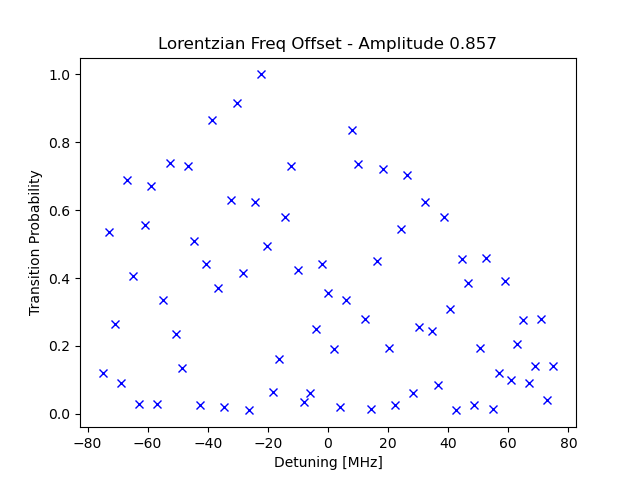 Lorentzian Freq Offset - Amplitude 0.857
1.0
0.8
0.6
0.4
0.2
0.0
Transition Probability
−80 −60 −40 −20 0 20 40 60 80
Detuning [MHz]